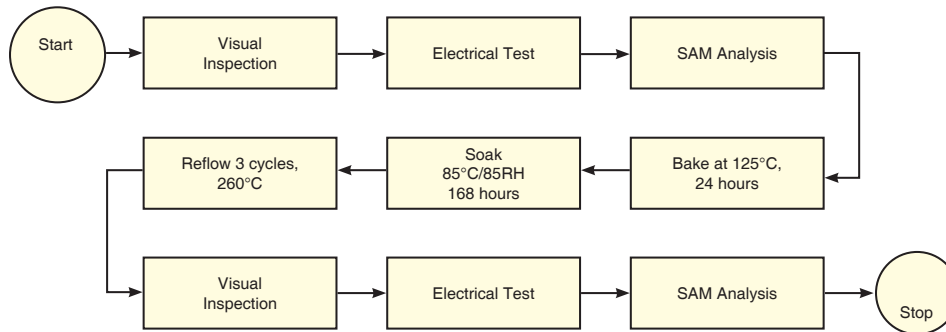 Start
Visual
Inspection
Electrical Test
SAM Analysis
Bake at 125°C,
24 hours
Soak
85°C/85RH
168 hours
Reflow 3 cycles,
260°C
Visual
Inspection
Electrical Test
SAM Analysis
Stop